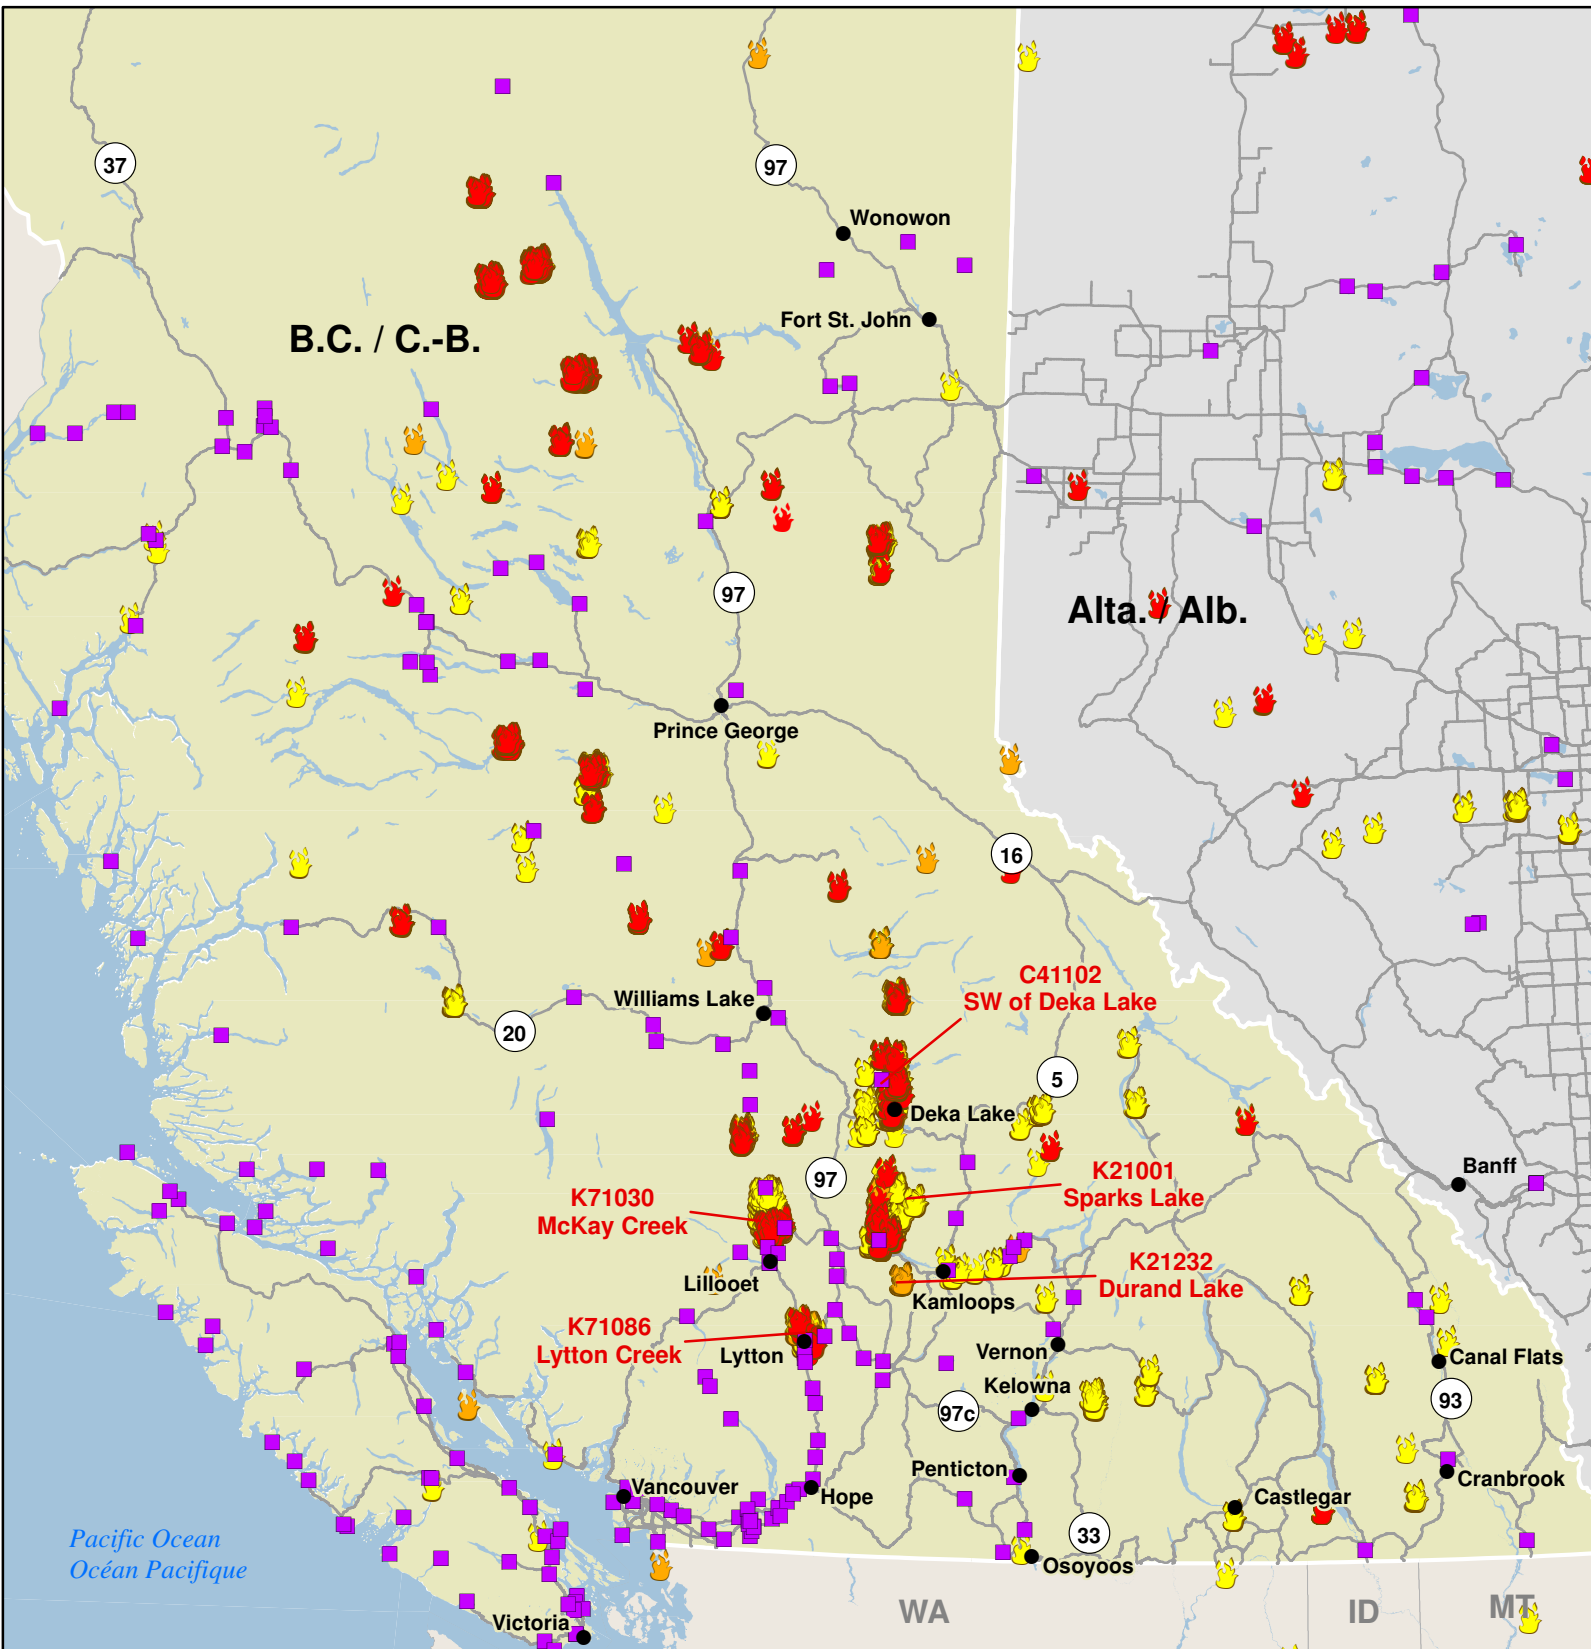 37
97
Wonowon
Fort St. John
B.C. / C.-B.
97
Alta. / Alb.
Prince George
16
C41102
SW of Deka Lake
Williams Lake
20
5
Deka Lake
97
Banff
K21001
Sparks Lake
K71030
McKay Creek
K21232
Durand Lake
Lillooet
Kamloops
K71086
Lytton Creek
Lytton
Vernon
Canal Flats
Kelowna
97c
93
Penticton
Cranbrook
Vancouver
Hope
Castlegar
33
Pacific Ocean
Océan Pacifique
Osoyoos
WA
ID
MT
Victoria